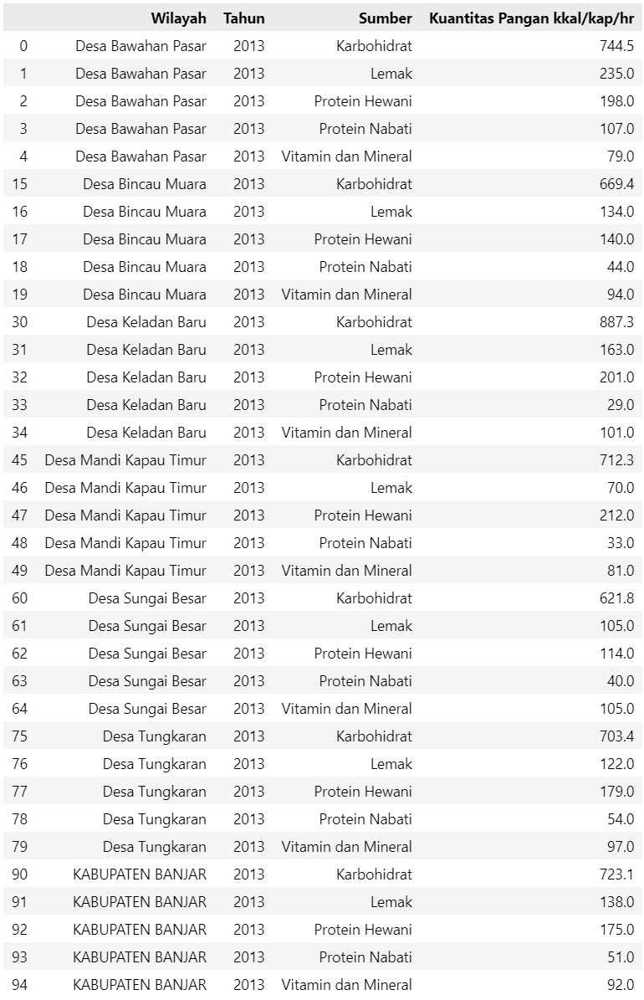 Wilayah Tahun Sumber Kuantitas Pangan kkal/kap/hr
0 Desa Bawahan Pasar 2013 Karbohidrat 744.5
1 Desa Bawahan Pasar 2013 Lemak 235.0
2 Desa Bawahan Pasar 2013 Protein Hewani 198.0
3 Desa Bawahan Pasar 2013 Protein Nabati 107.0
4 Desa Bawahan Pasar 2013 Vitamin dan Mineral 79.0
15 Desa Bincau Muara 2013 Karbohidrat 669.4
16 Desa Bincau Muara 2013 Lemak 134.0
17 Desa Bincau Muara 2013 Protein Hewani 140.0
18 Desa Bincau Muara 2013 Protein Nabati 44.0
19 Desa Bincau Muara 2013 Vitamin dan Mineral 94.0
30 Desa Keladan Baru 2013 Karbohidrat 887.3
31 Desa Keladan Baru 2013 Lemak 163.0
32 Desa Keladan Baru 2013 Protein Hewani 201.0
33 Desa Keladan Baru 2013 Protein Nabati 29.0
34 Desa Keladan Baru 2013 Vitamin dan Mineral 101.0
45 Desa Mandi Kapau Timur 2013 Karbohidrat 712.3
46 Desa Mandi Kapau Timur 2013 Lemak 70.0
47 Desa Mandi Kapau Timur 2013 Protein Hewani 212.0
48 Desa Mandi Kapau Timur 2013 Protein Nabati 33.0
49 Desa Mandi Kapau Timur 2013 Vitamin dan Mineral 81.0
60 Desa Sungai Besar 2013 Karbohidrat 621.8
61 Desa Sungai Besar 2013 Lemak 105.0
62 Desa Sungai Besar 2013 Protein Hewani 114.0
63 Desa Sungai Besar 2013 Protein Nabati 40.0
64 Desa Sungai Besar 2013 Vitamin dan Mineral 105.0
75 Desa Tungkaran 2013 Karbohidrat 703.4
76 Desa Tungkaran 2013 Lemak 122.0
77 Desa Tungkaran 2013 Protein Hewani 179.0
78 Desa Tungkaran 2013 Protein Nabati 54.0
79 Desa Tungkaran 2013 Vitamin dan Mineral 97.0
90 KABUPATEN BANJAR 2013 Karbohidrat 723.1
91 KABUPATEN BANJAR 2013 Lemak 138.0
92 KABUPATEN BANJAR 2013 Protein Hewani 175.0
93 KABUPATEN BANJAR 2013 Protein Nabati 51.0
94 KABUPATEN BANJAR 2013 Vitamin dan Mineral 92.0